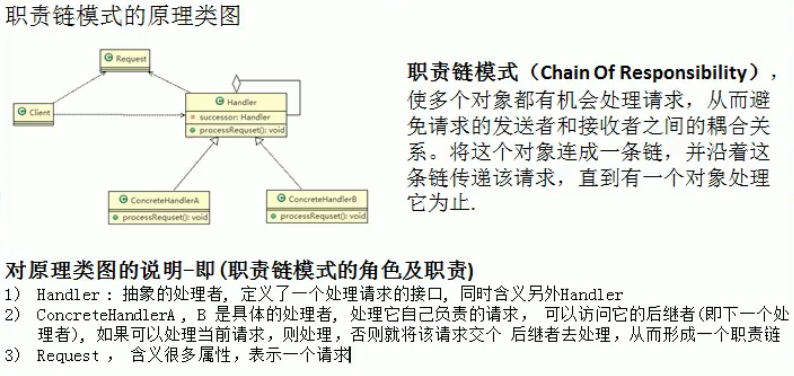 职责链模式的原理类图
Request
Client
Handler
successor: Handler
processRequset(): void
ConcreteHandlerA
processRequset(): void
ConcreteHandlerB
processRequset(): void
职责链模式（Chain Of Responsibility），
使多个对象都有机会处理请求，从而避
免请求的发送者和接收者之间的耦合关
系。将这个对象连成一条链，并沿着这
条链传递该请求，直到有一个对象处理
它为止.
对原理类图的说明-即(职责链模式的角色及职责)
1） Handler : 抽象的处理者, 定义了一个处理请求的接口, 同时含义另外Handler
2） ConcreteHandlerA , B 是具体的处理者, 处理它自己负责的请求， 可以访问它的后继者(即下一个处
理者), 如果可以处理当前请求，则处理，否则就将该请求交个 后继者去处理，从而形成一个职责链
3） Request ， 含义很多属性，表示一个请求